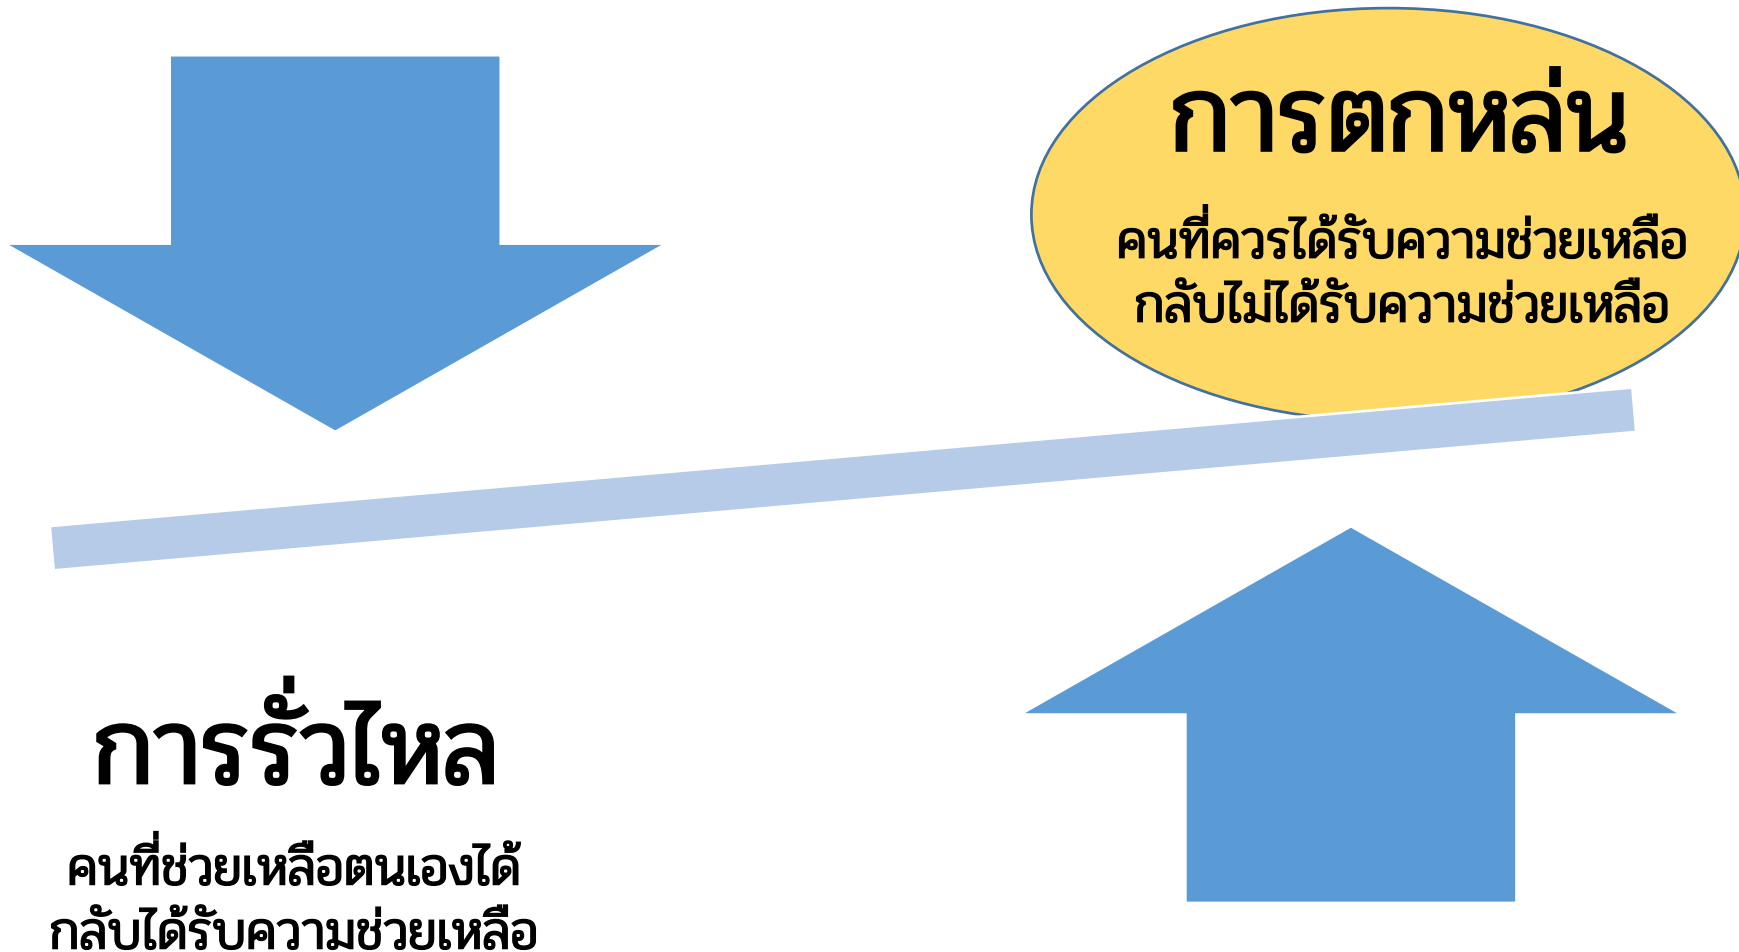 การตกหล่น
คนที่ควรได้รับความช่วยเหลือ
กลับไม่ได้รับความช่วยเหลือ
การรั่วไหล
คนที่ช่วยเหลือตนเองได้
กลับได้รับความช่วยเหลือ